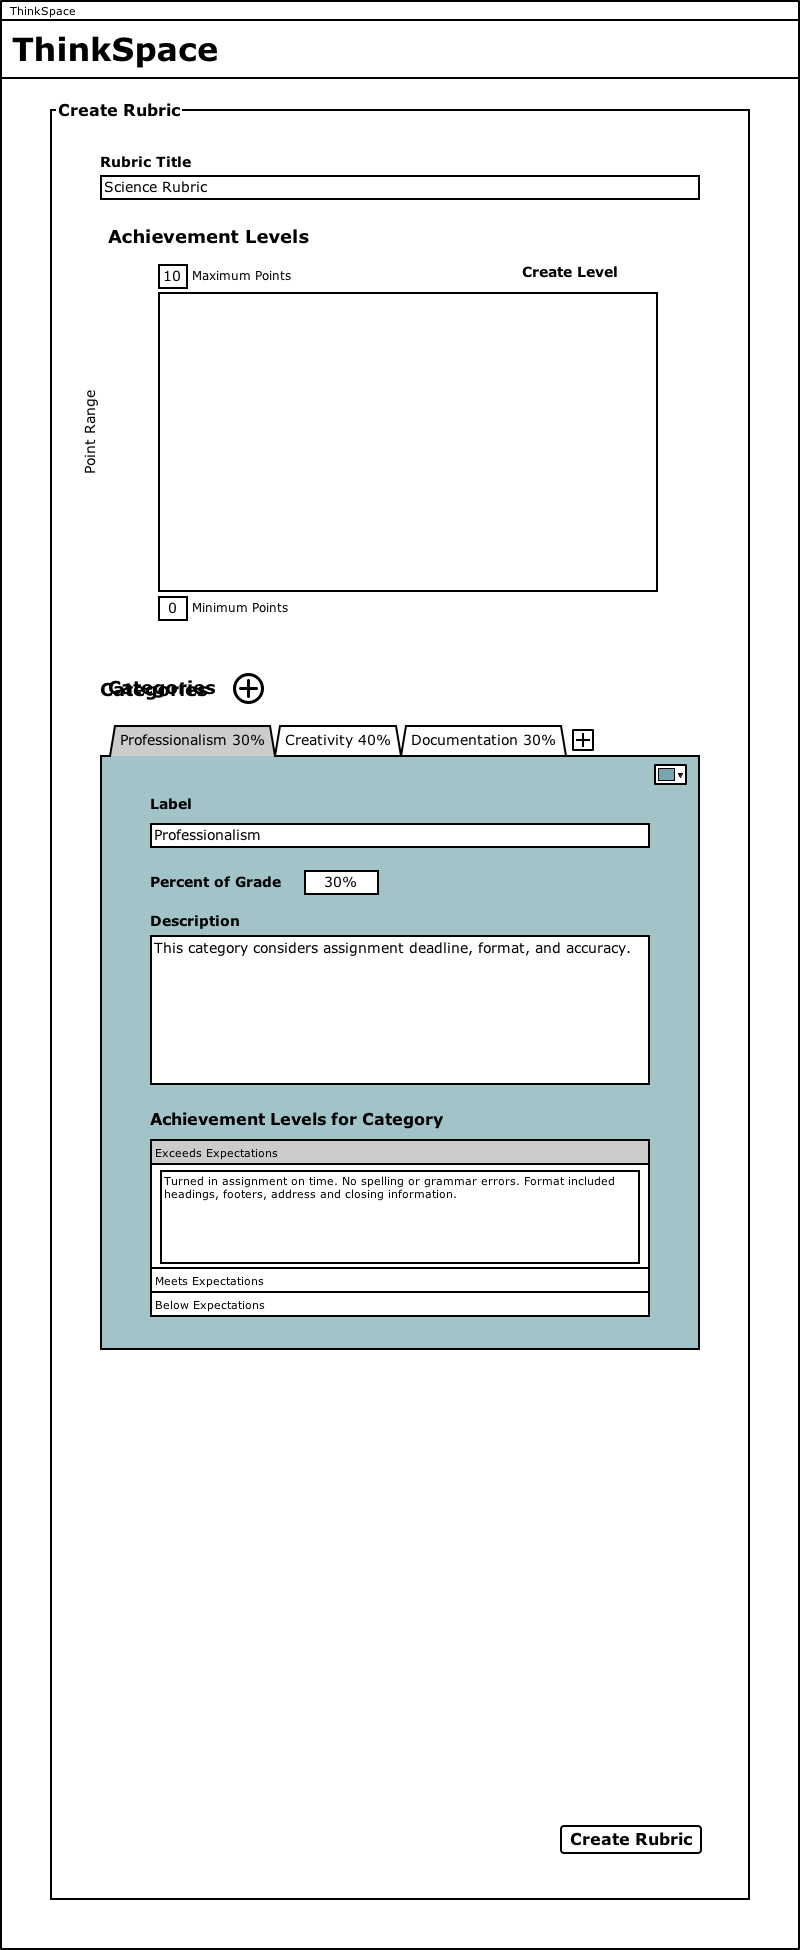 ThinkSpace
ThinkSpace
Create Rubric
Rubric Title
Science Rubric
Achievement Levels
10 Maximum Points
Create Level
Point Range
0 Minimum Points
Categories
Categories
Professionalism 30% Creativity 40% Documentation 30%
Label
Professionalism
Percent of Grade 30%
Description
This category considers assignment deadline, format, and accuracy.
Achievement Levels for Category
Exceeds Expectations
Turned in assignment on time. No spelling or grammar errors. Format included
headings, footers, address and closing information.
Meets Expectations
Below Expectations
Create Rubric